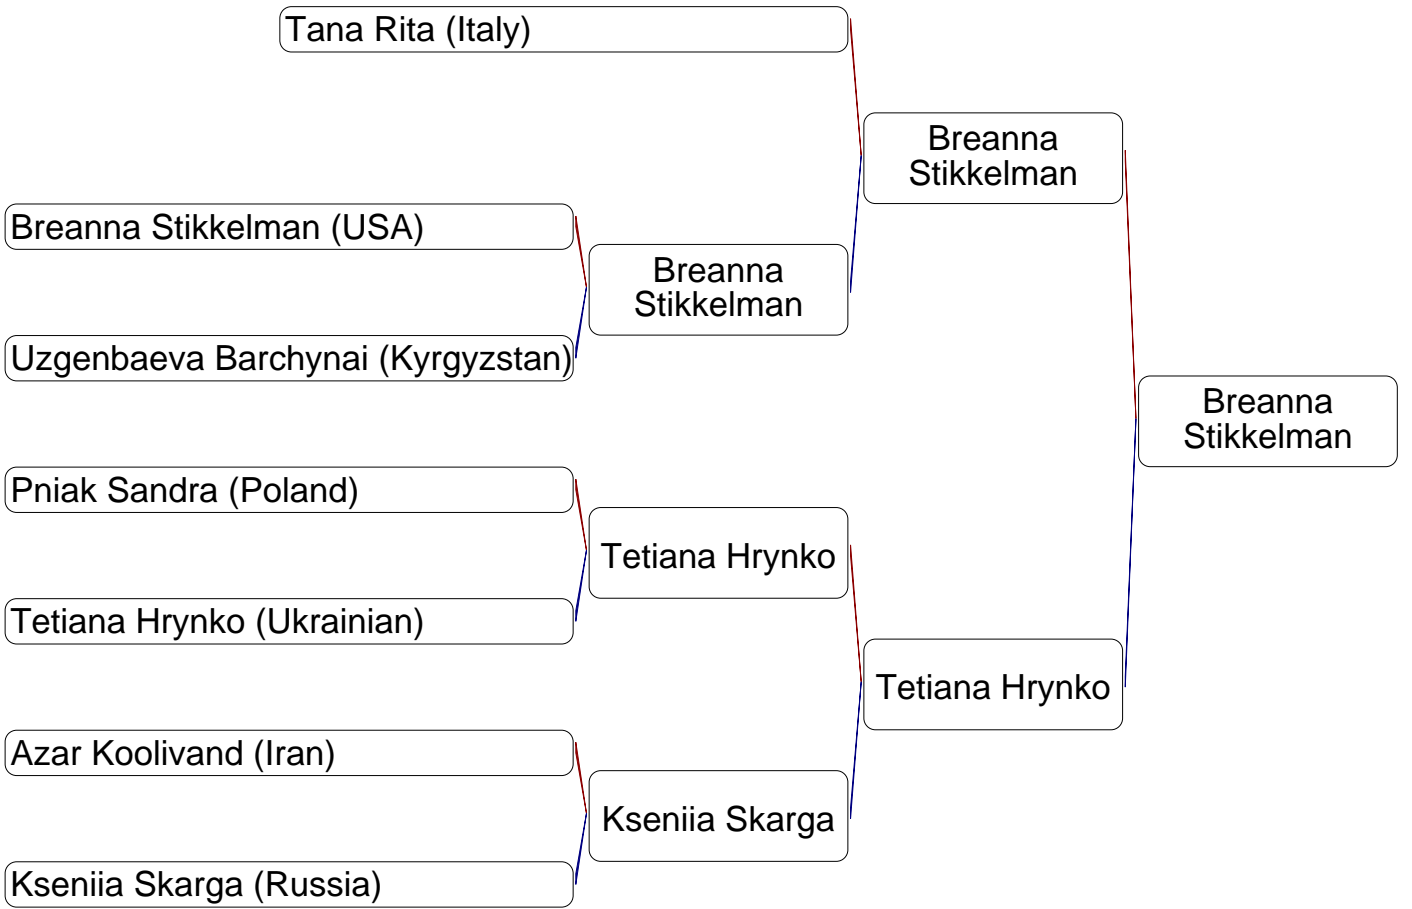 Tana Rita (Italy)
Breanna
Stikkelman
Breanna Stikkelman (USA)
Breanna
Stikkelman
Uzgenbaeva Barchynai (Kyrgyzstan)
Breanna
Stikkelman
Pniak Sandra (Poland)
Tetiana Hrynko
Tetiana Hrynko (Ukrainian)
Tetiana Hrynko
Azar Koolivand (Iran)
Kseniia Skarga
Kseniia Skarga (Russia)